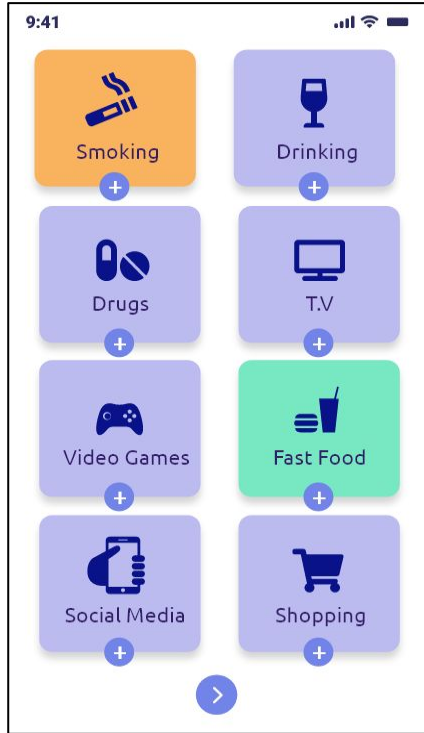 9:41
Smoking
Drinking
Drugs
T.V
Video Games
Fast Food
Social Media
Shopping